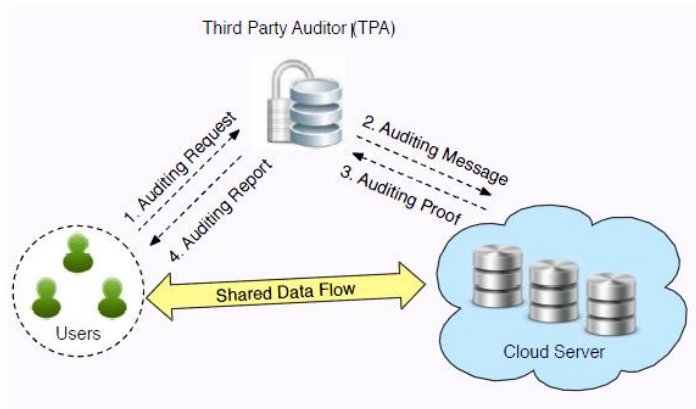 Third Party Auditor (TPA)
1. Auditing Request
4. Auditing Report
2. Auditing Message
3. Auditing Proof
Shared Data Flow
Users
Cloud Server